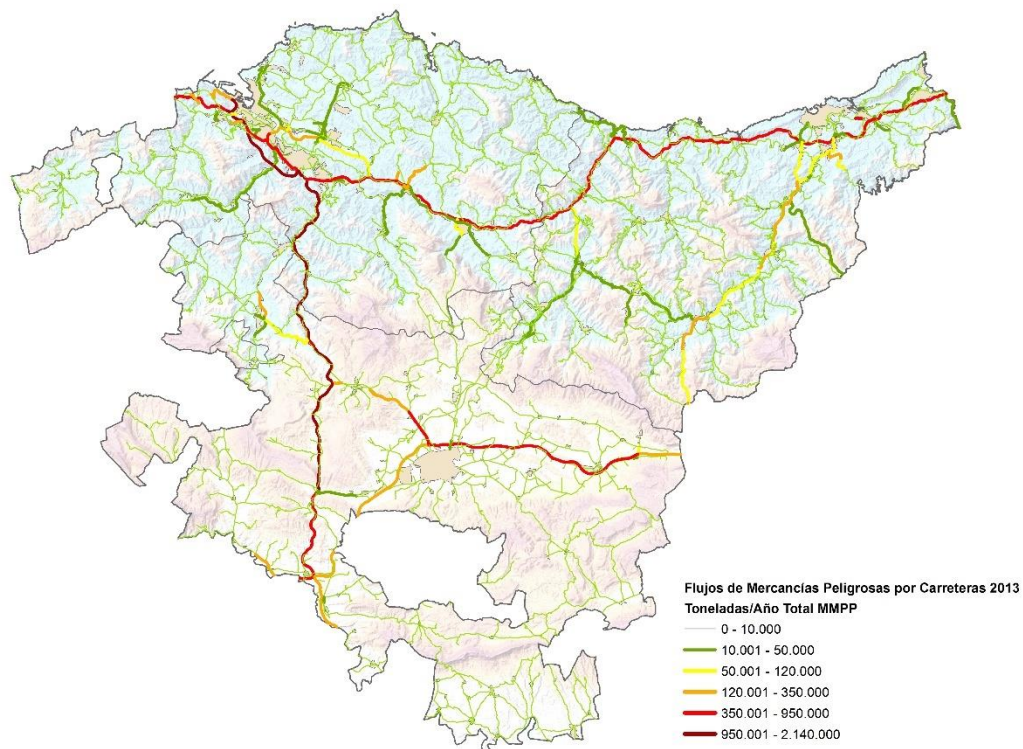 Flujos de Mercancías Peligrosas por Carreteras 2013
Toneladas/Año Total MMPP
0 - 10.000
10.001 - 50.000
50.001 - 120.000
120.001 - 350.000
350.001 - 950.000
950.001 - 2.140.000